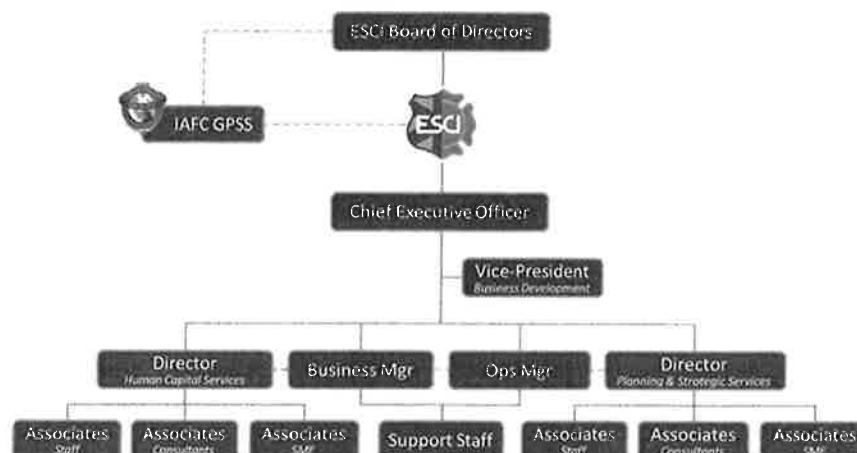 ESCI Board of Directors
IAFC GPSS
ESCI
Chief Executive Officer
Vice-President
Business Development
Director
Human Capital Services
Business Mgr
Ops Mgr
Director
Planning & Strategic Services
Associates
Staff
Associates
Consultants
Associates
SME
Support Staff
Associates
Staff
Associates
Consultants
Associates
SME